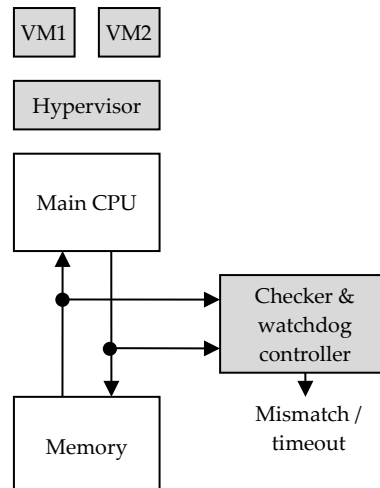 VM1 VM2
Hypervisor
Main CPU
Checker &
watchdog
controller
Mismatch /
timeout
Memory